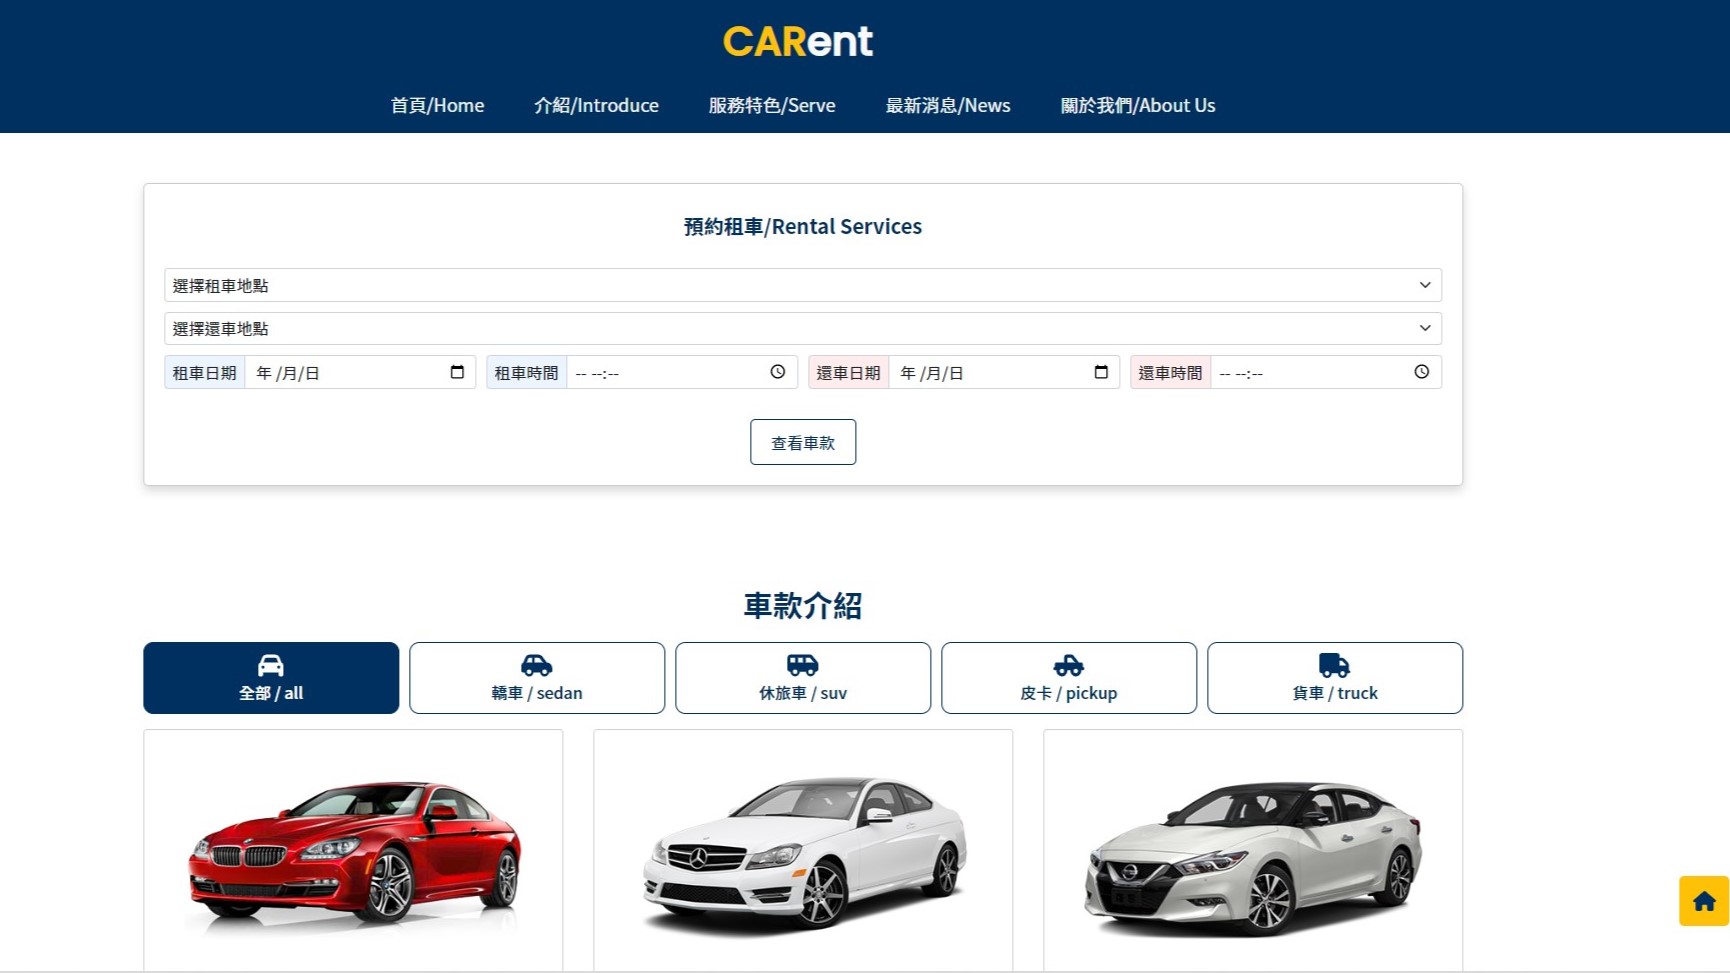 CARent
首頁/Home 介紹/Introduce 服務特色/Serve 最新消息/News 關於我們/About Us
預約租車/Rental Services
選擇租車地點
選擇還車地點
租車日期 年 /月/日 租車時間 -- --:-- 還車日期 年 /月/日 還車時間 -- --:--
查看車款
車款介紹
全部 / all 轎車 / sedan 休旅車 / suv 皮卡 / pickup 貨車 / truck